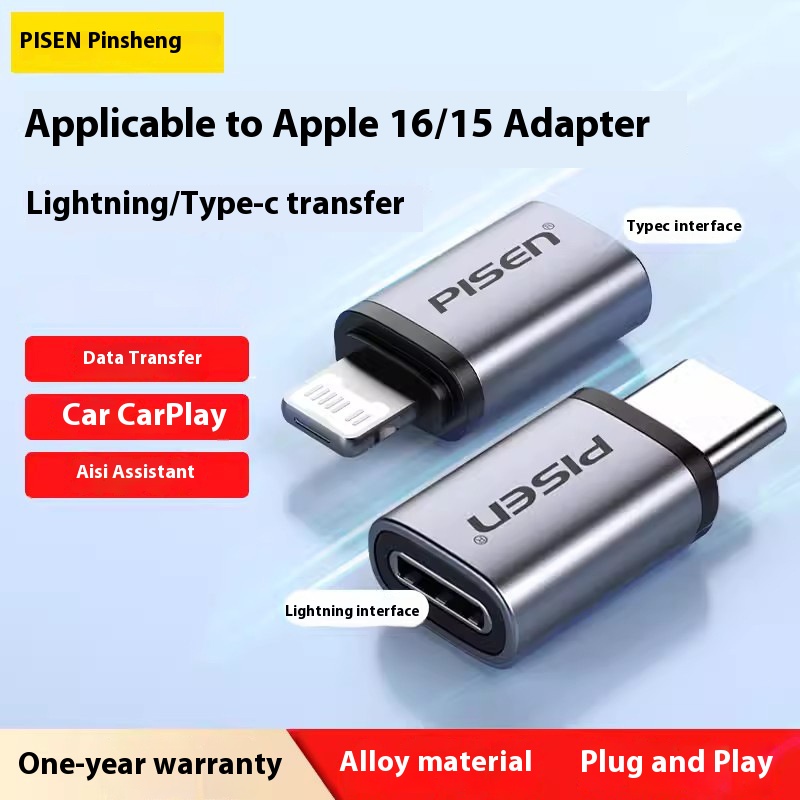 PISEN Pinsheng
Applicable to Apple 16/15 Adapter
Lightning/Type-c transfer
Typec interface
PISEN®
Data Transfer
Car CarPlay
Aisi Assistant
PISEN®
Lightning interface
One-year warranty
Alloy material
Plug and Play